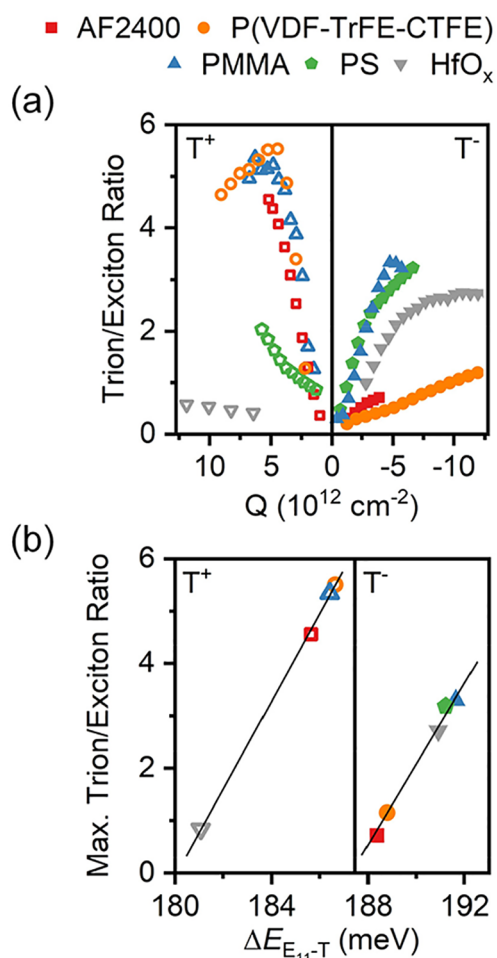 AF2400 P(VDF-TrFE-CTFE)
PMMA PS HfOₓ
(a)
T⁺ T⁻
6
4
2
0
Trion/Exciton Ratio
10 5 0 -5 -10
Q (10¹² cm⁻²)
(b)
T⁺ T⁻
6
4
2
0
Max. Trion/Exciton Ratio
180 184 188 192
ΔE_E₁₁-T (meV)